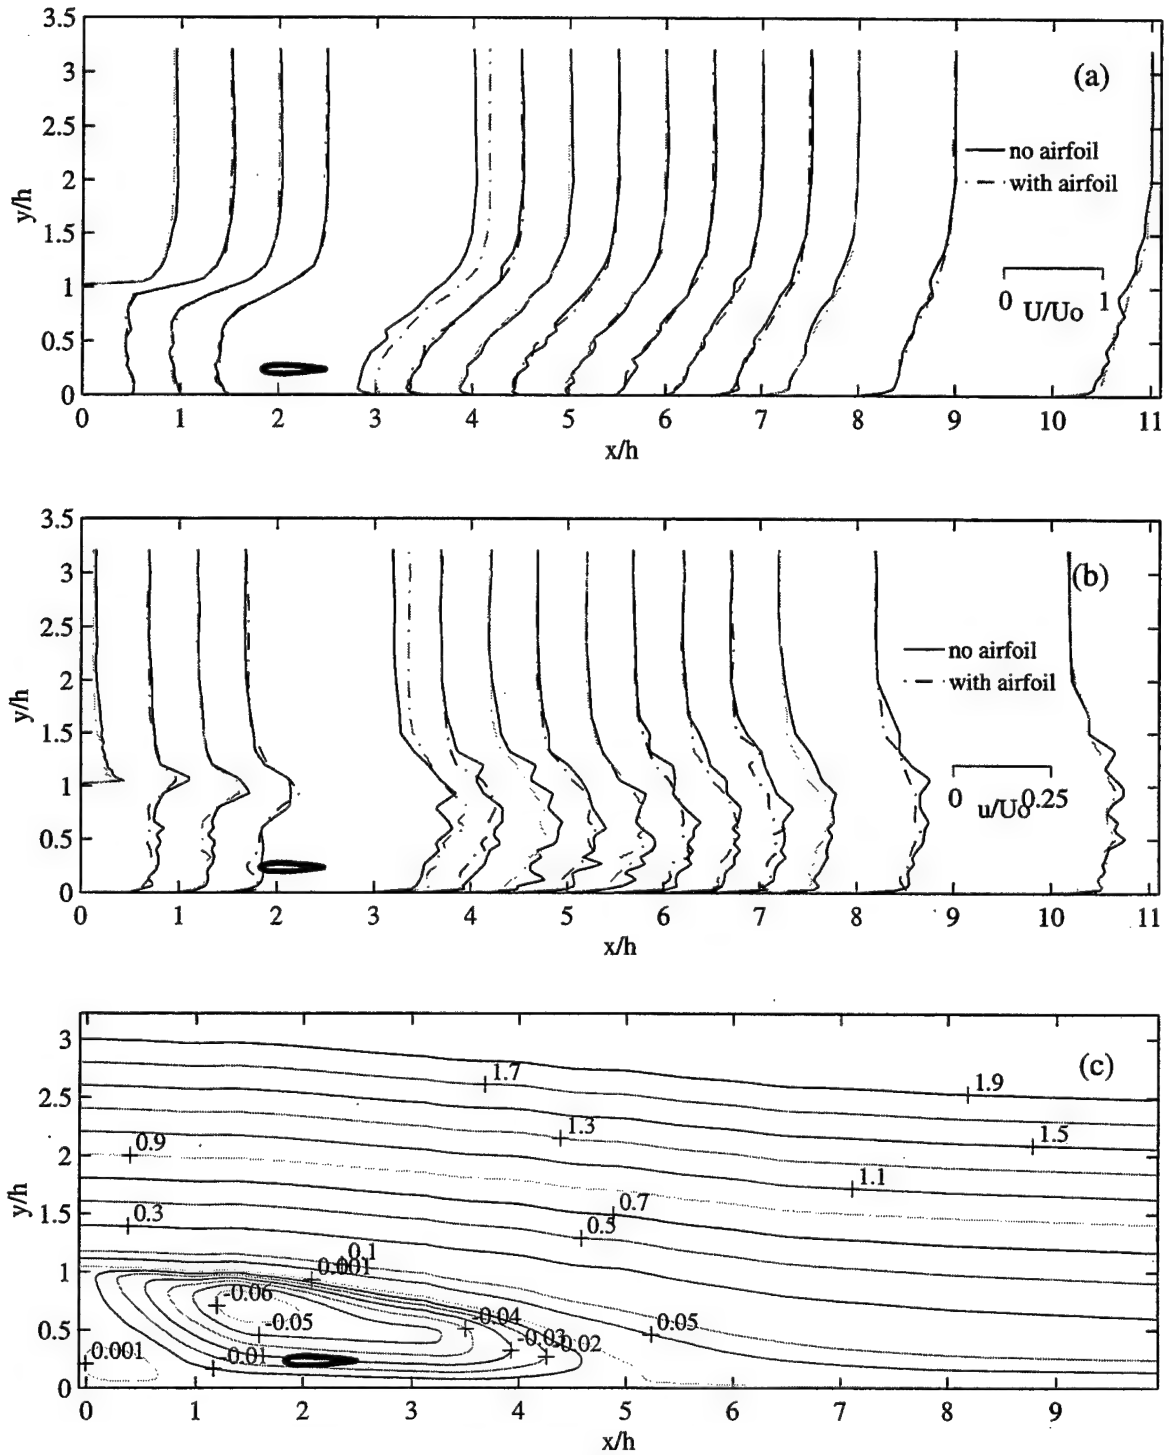 3.5
3
2.5
2
1.5
1
0.5
0
y/h
(a)
no airfoil
with airfoil
0 U/Uo 1
0 1 2 3 4 5 6 7 8 9 10 11
x/h
3.5
3
2.5
2
1.5
1
0.5
0
y/h
(b)
no airfoil
with airfoil
0 u/Uo 0.25
0 1 2 3 4 5 6 7 8 9 10 11
x/h
3
2.5
2
1.5
1
0.5
0
y/h
(c)
1.7
1.9
1.3
1.5
0.9
1.1
0.7
0.3
0.5
0.1
0.001
-0.06
-0.04
0.05
-0.05
-0.03
-0.02
0.001
-0.01
0 1 2 3 4 5 6 7 8 9
x/h